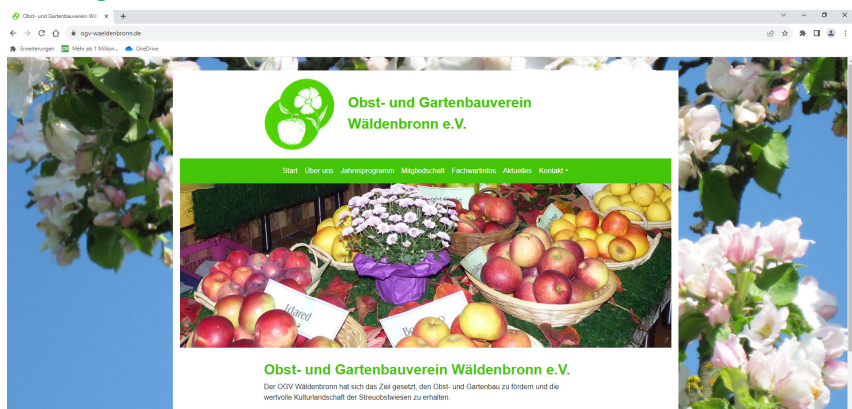 Obst- und Gartenbauverein Wäl
ogv-waeldenbronn.de
Erweiterungen Mehr als 1 Million... OneDrive
Obst- und Gartenbauverein
Wäldenbronn e.V.
Start Über uns Jahresprogramm Mitgliedschaft Fachwartinfos Aktuelles Kontakt
Idared
Obst- und Gartenbauverein Wäldenbronn e.V.
Der OGV Wäldenbronn hat sich das Ziel gesetzt, den Obst- und Gartenbau zu fördern und die
wertvolle Kulturlandschaft der Streuobstwiesen zu erhalten.